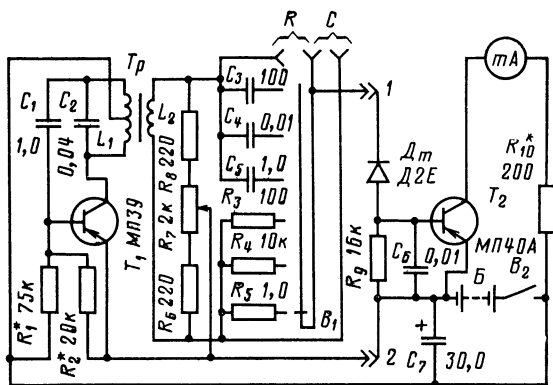 R C
Тр
mA
C₁
C₂
C₃ 100
1
L₁
L₂
C₄
0,01
1,0
0,04
R₈ 220
C₅ 1,0
Дт
Д2Е
R₁₀*
200
R₃ 100
T₂
T₁ МП39
R₇ 2к
R₄ 10к
R₉ 16к
C₆
0,01
МП40А
R₅ 1,0
B₁
Б
B₂
R₁* 75к
R₂* 20к
R₆ 220
2
+
C₇
30,0